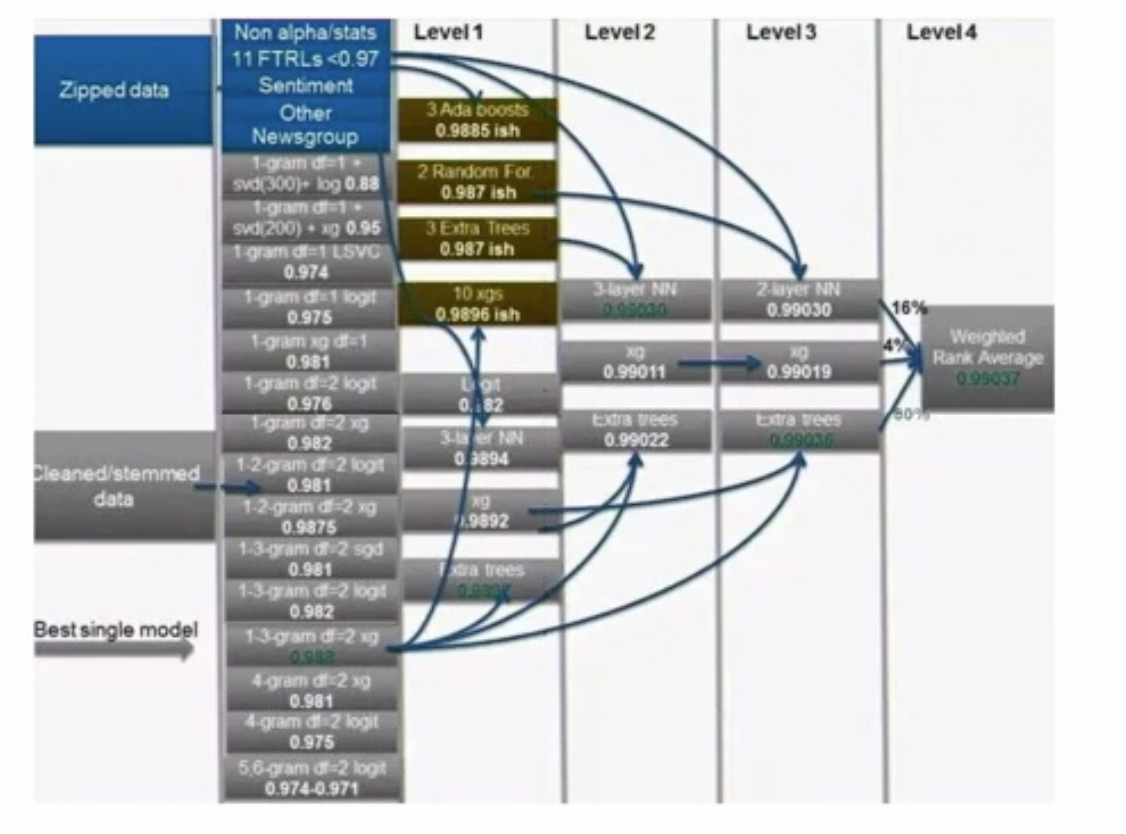 Zipped data
Cleaned/stemmed
data
Best single model
Non alpha/stats
11 FTRLs <0.97
Sentiment
Other
Newsgroup
1-gram df=1 +
svd(300)+ log 0.88
1-gram df=1 +
svd(200) + xg 0.95
1-gram df=1 LSVC
0.974
1-gram df=1 logit
0.975
1-gram xg df=1
0.981
1-gram df=2 logit
0.976
1-gram df=2 xg
0.982
1-2-gram df=2 logit
0.981
1-2-gram df=2 xg
0.9875
1-3-gram df=2 sgd
0.981
1-3-gram df=2 logit
0.982
1-3-gram df=2 xg
0.988
4-gram df=2 xg
0.981
4-gram df=2 logit
0.975
5,6-gram df=2 logit
0.974-0.971
Level 1
3 Ada boosts
0.9885 ish
2 Random For.
0.987 ish
3 Extra Trees
0.987 ish
10 xgs
0.9896 ish
Logit
3-layer NN
0.9894
xg
0.9892
Extra trees
Level 2
3-layer NN
0.99030
xg
0.99011
Extra trees
0.99022
Level 3
2-layer NN
0.99030
xg
0.99019
Extra trees
0.99036
Level 4
16%
4%
80%
Weighted
Rank Average
0.99037